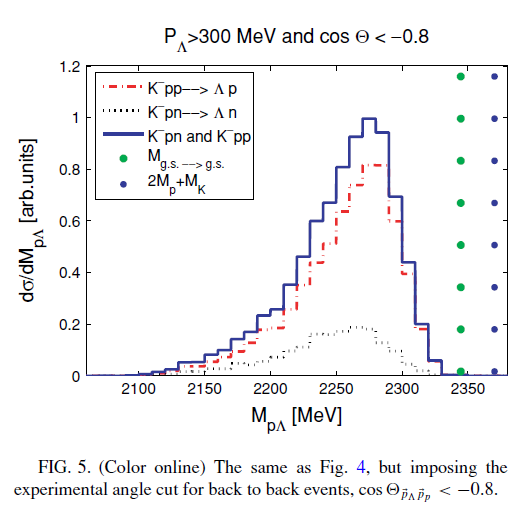 P_Λ>300 MeV and cos Θ < −0.8
1.2
1
0.8
0.6
0.4
0.2
0
dσ/dM_pΛ [arb.units]
K⁻pp−−> Λ p
K⁻pn−−> Λ n
K⁻pn and K⁻pp
M_g.s. −−> g.s.
2M_p+M_K
2100 2150 2200 2250 2300 2350
M_pΛ [MeV]
FIG. 5. (Color online) The same as Fig. 4, but imposing the
experimental angle cut for back to back events, cos Θ_p⃗Λ p⃗p < −0.8.